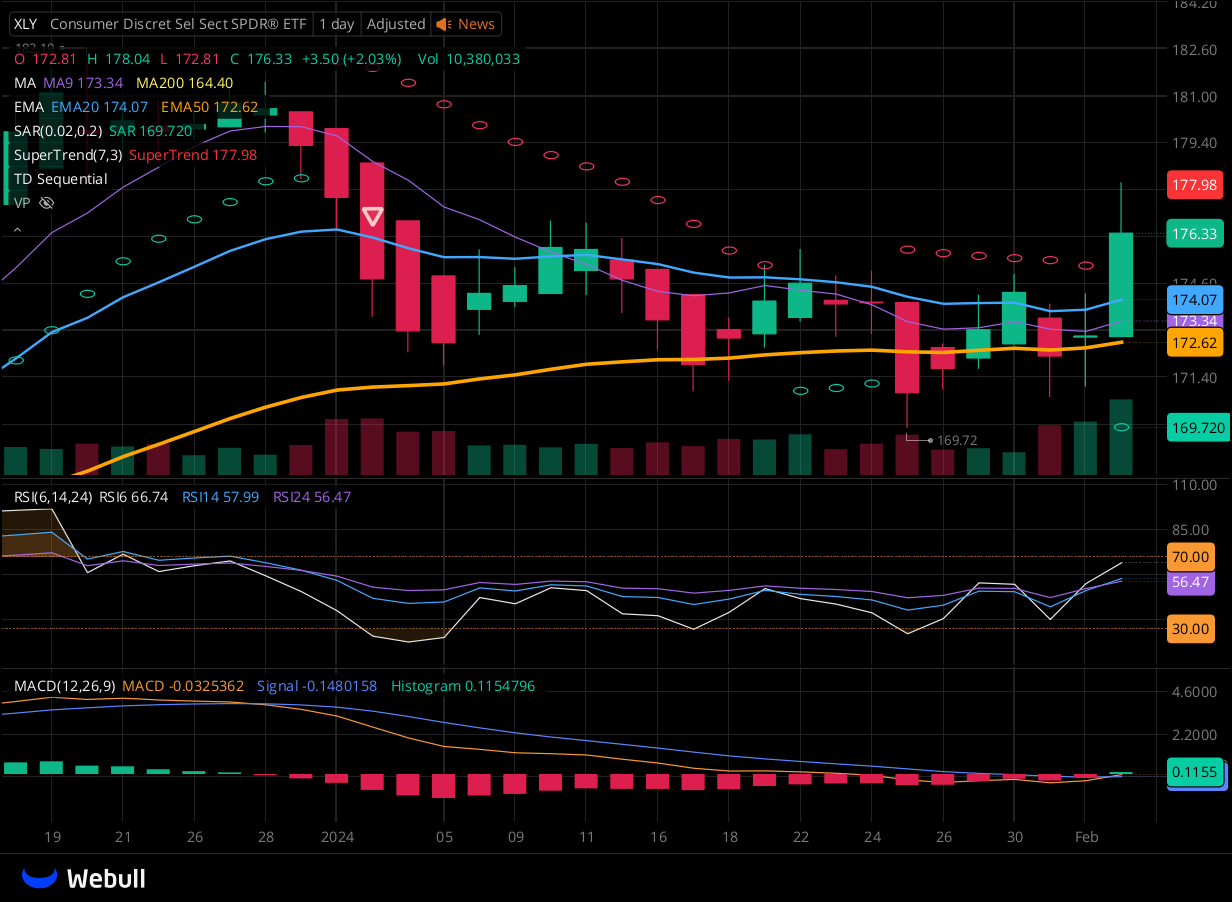 184.20
XLY Consumer Discret Sel Sect SPDR® ETF 1 day Adjusted News
182.60
O 172.81 H 178.04 L 172.81 C 176.33 +3.50 (+2.03%) Vol 10,380,033
MA MA9 173.34 MA200 164.40
181.00
EMA EMA20 174.07 EMA50 172.62
SAR(0.02,0.2) SAR 169.720
179.40
SuperTrend(7,3) SuperTrend 177.98
TD Sequential
177.98
VP
176.33
174.60
174.07
173.34
172.62
171.40
169.720
169.72
110.00
RSI(6,14,24) RSI6 66.74 RSI14 57.99 RSI24 56.47
85.00
70.00
56.47
30.00
MACD(12,26,9) MACD -0.0325362 Signal -0.1480158 Histogram 0.1154796
4.6000
2.2000
0.1155
19 21 26 28 2024 05 09 11 16 18 22 24 26 30 Feb
Webull